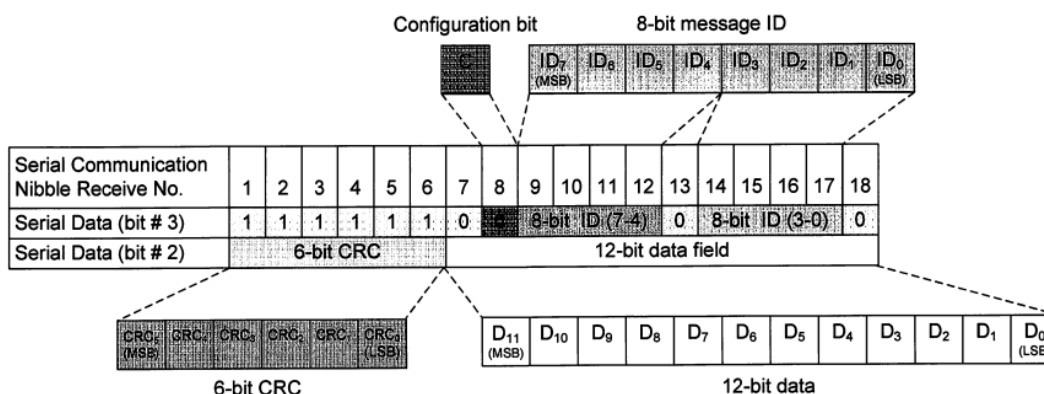 Configuration bit 8-bit message ID
C ID7 (MSB) ID6 ID5 ID4 ID3 ID2 ID1 ID0 (LSB)
Serial Communication Nibble Receive No. 1 2 3 4 5 6 7 8 9 10 11 12 13 14 15 16 17 18
Serial Data (bit # 3) 1 1 1 1 1 1 0 8-bit ID (7-4) 0 8-bit ID (3-0) 0
Serial Data (bit # 2) 6-bit CRC 12-bit data field
CRC5 (MSB) CRC4 CRC3 CRC2 CRC1 CRC0 (LSB) D11 (MSB) D10 D9 D8 D7 D6 D5 D4 D3 D2 D1 D0 (LSB)
6-bit CRC 12-bit data